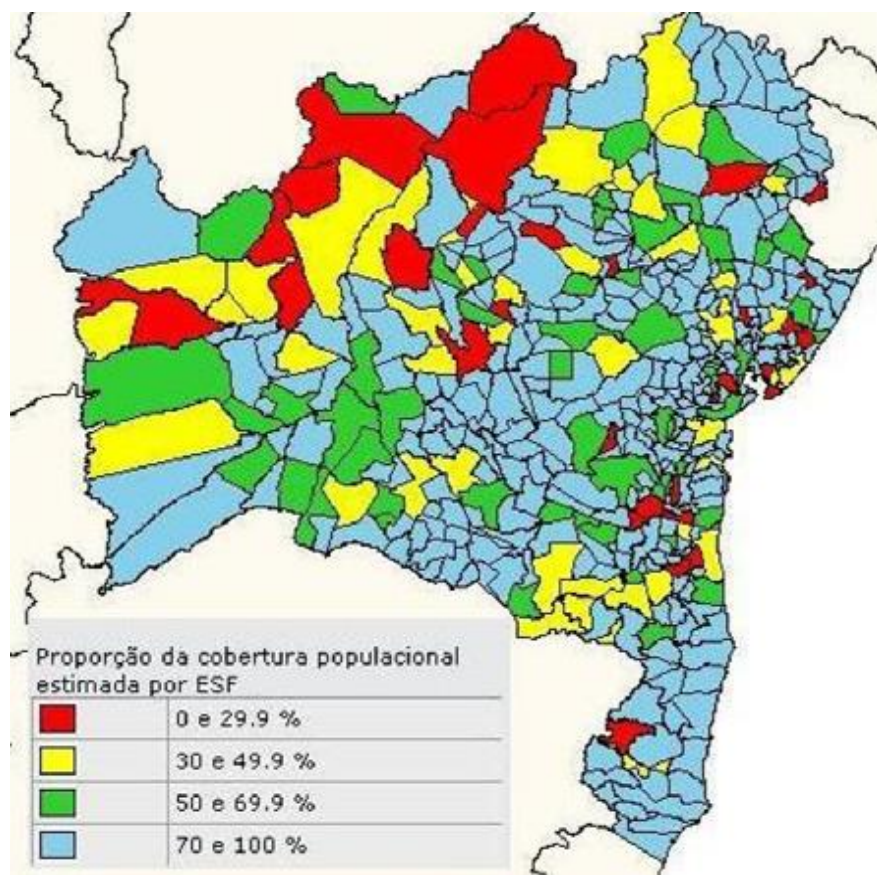 Proporção da cobertura populacional
estimada por ESF
0 e 29.9 %
30 e 49.9 %
50 e 69.9 %
70 e 100 %